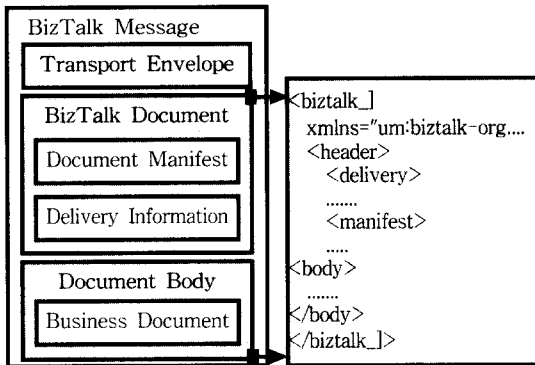 BizTalk Message
Transport Envelope
BizTalk Document
Document Manifest
Delivery Information
Document Body
Business Document
<biztalk_]
xmlns="um:biztalk-org....
<header>
<delivery>
.......
<manifest>
.....
<body>
.......
</body>
</biztalk_]>